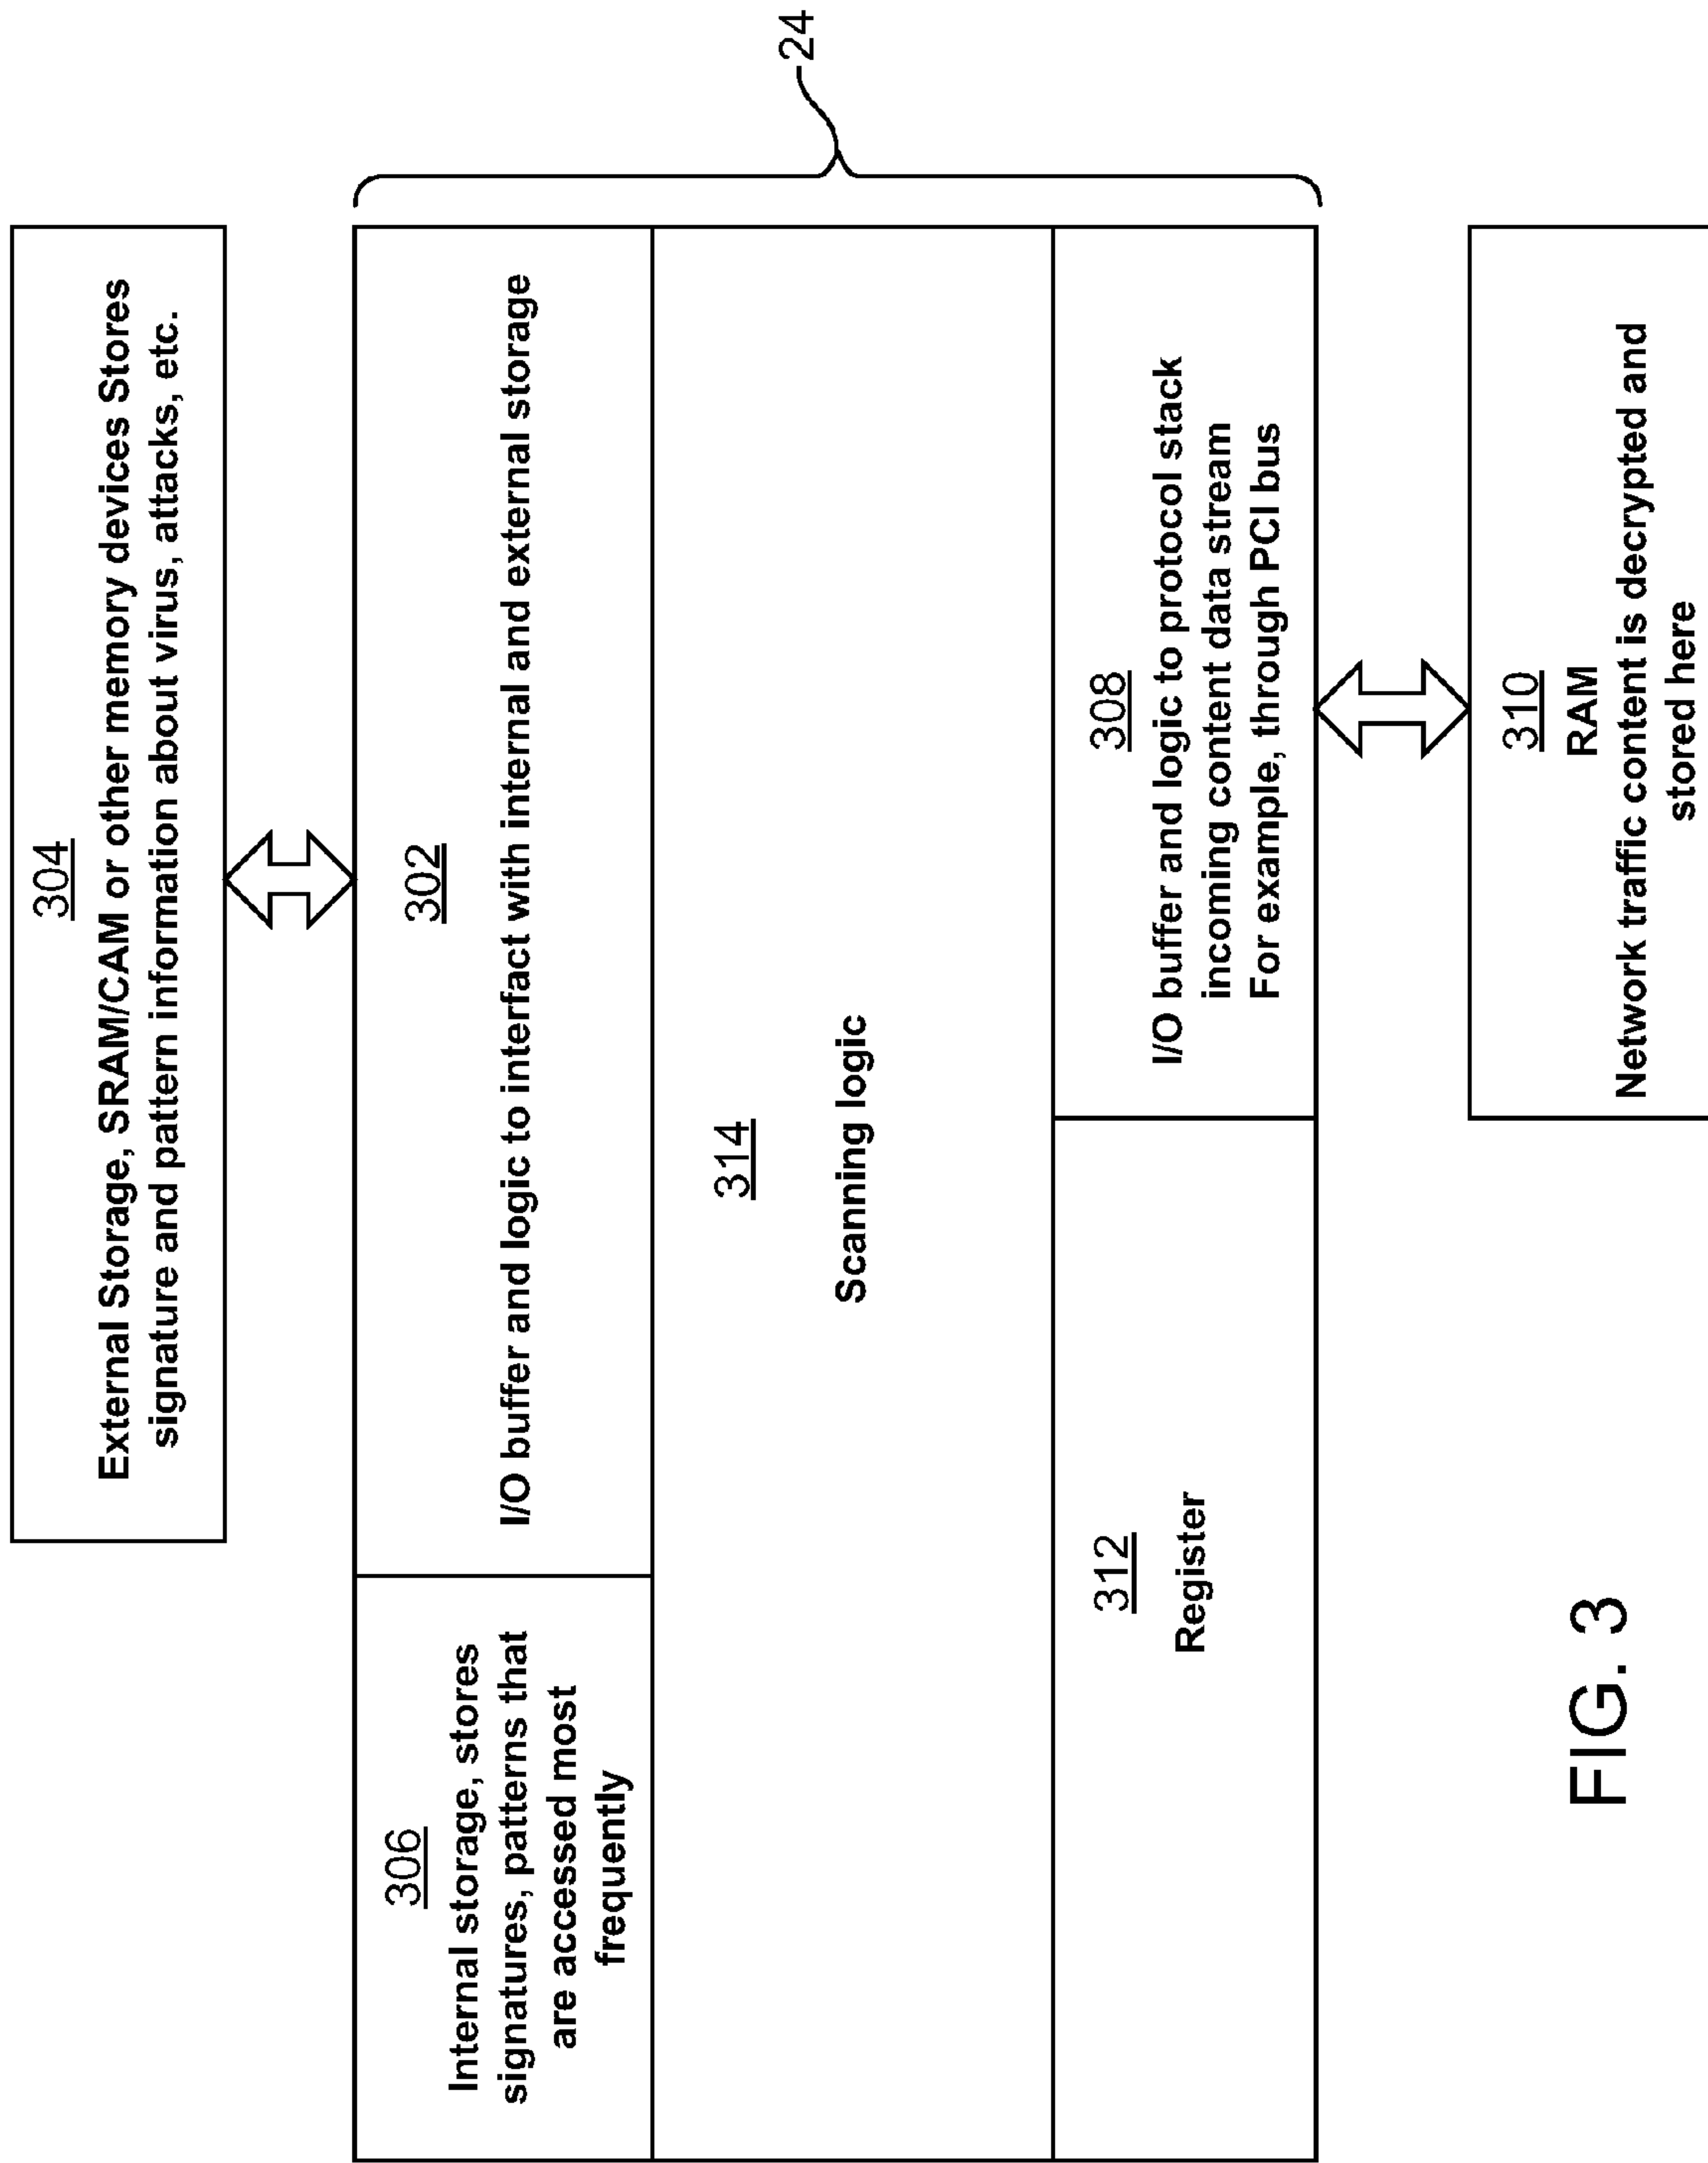 304
External Storage, SRAM/CAM or other memory devices Stores
signature and pattern information about virus, attacks, etc.
306
Internal storage, stores
signatures, patterns that
are accessed most
frequently
302
I/O buffer and logic to interfact with internal and external storage
314
Scanning logic
24
312
Register
308
I/O buffer and logic to protocol stack
incoming content data stream
For example, through PCI bus
310
RAM
Network traffic content is decrypted and
stored here
FIG. 3